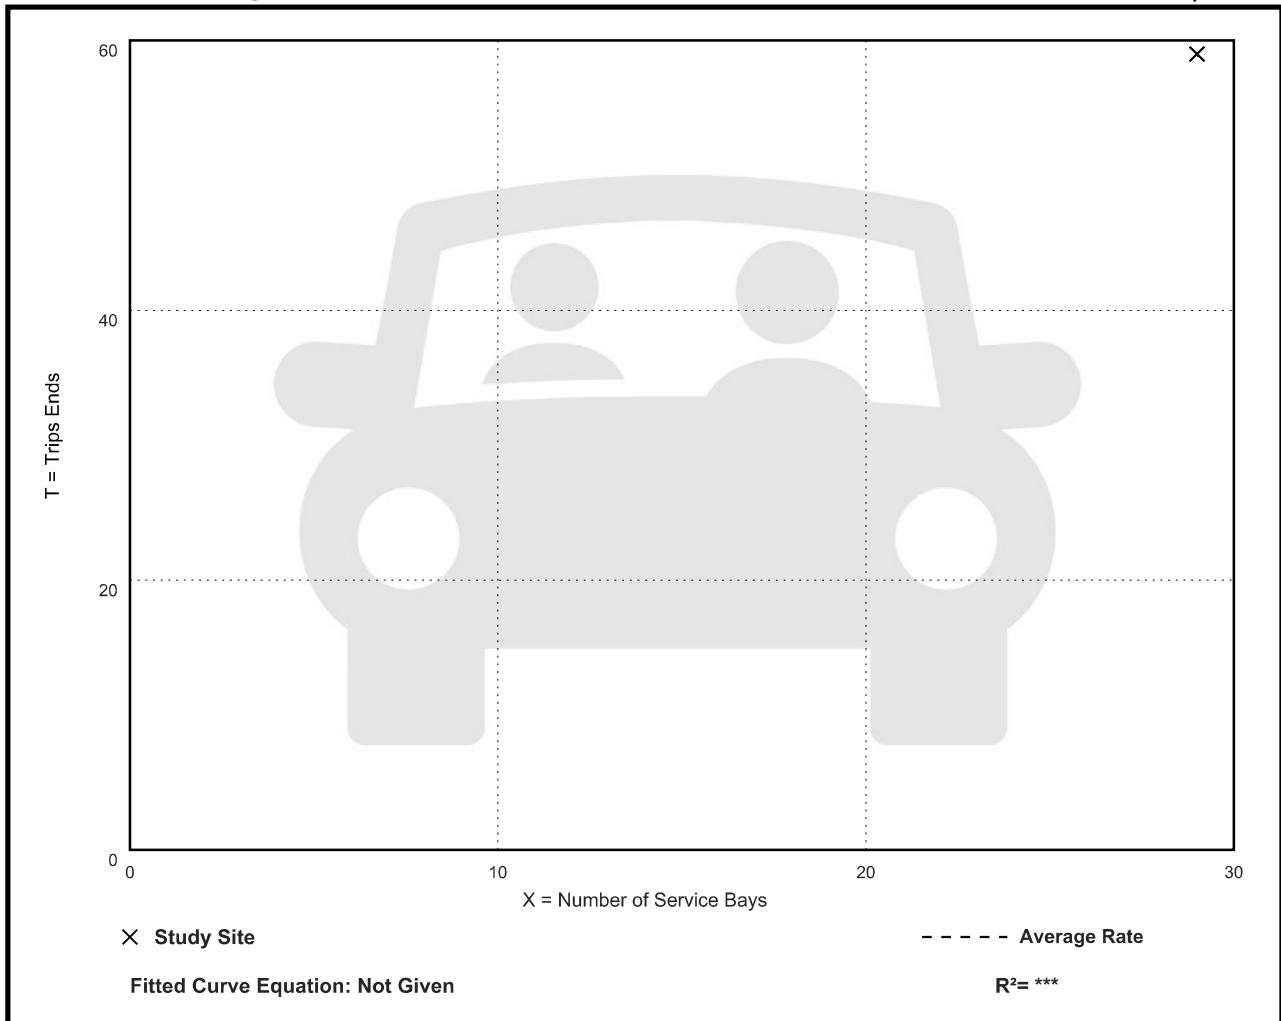 60
40
T = Trips Ends
20
0
0 10 20 30
X = Number of Service Bays
Study Site
Average Rate
Fitted Curve Equation: Not Given
R²= ***